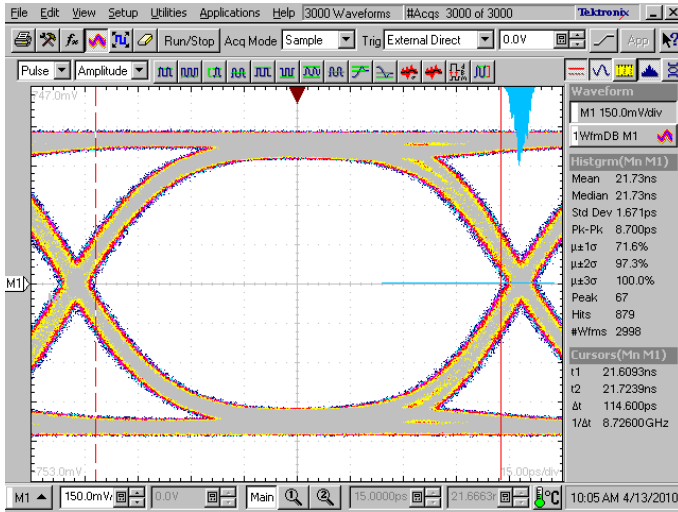 File Edit View Setup Utilities Applications Help 3000 Waveforms #Acqs 3000 of 3000 Tektronix
Run/Stop Acq Mode Sample Trig External Direct 0.0V App
Pulse Amplitude
747.0mV
Waveform
M1 150.0mV/div
1 WfmDB M1
Histgrm(Mn M1)
Mean 21.73ns
Median 21.73ns
Std Dev 1.671ps
Pk-Pk 8.700ps
µ±1σ 71.6%
µ±2σ 97.3%
µ±3σ 100.0%
Peak 67
Hits 879
#Wfms 2998
M1
Cursors(Mn M1)
t1 21.6093ns
t2 21.7239ns
Δt 114.600ps
1/Δt 8.72600GHz
-753.0mV
15.00ps/div
M1 150.0mV/ 0.0V Main 15.0000ps 21.6663r °C 10:05 AM 4/13/2010